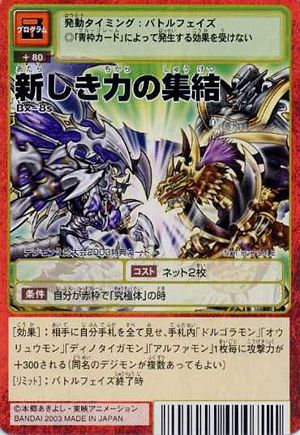 プログラム
+80
発動タイミング：バトルフェイズ
「青枠カード」によって発生する効果を受けない
新しき力の集結
Bx-85
コスト ネット2枚
条件 自分が赤枠で「究極体」の時
[効果]：相手に自分手札を全て見せ、手札内「ドルゴラモン」「オウ
リュウモン」「ディノタイガモン」「アルファモン」1枚毎に攻撃力が
+300される(同名のデジモンが複数あってもよい)
[リミット]：バトルフェイズ終了時
©本郷あきよし・東映アニメーション
BANDAI 2003 MADE IN JAPAN